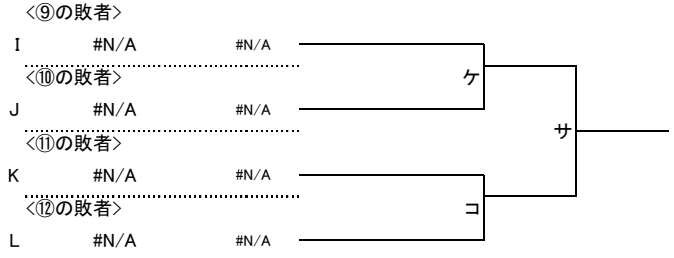 <⑨の敗者>
I #N/A #N/A
<⑩の敗者>
ケ
J #N/A #N/A
サ
<⑪の敗者>
K #N/A #N/A
<⑫の敗者>
コ
L #N/A #N/A